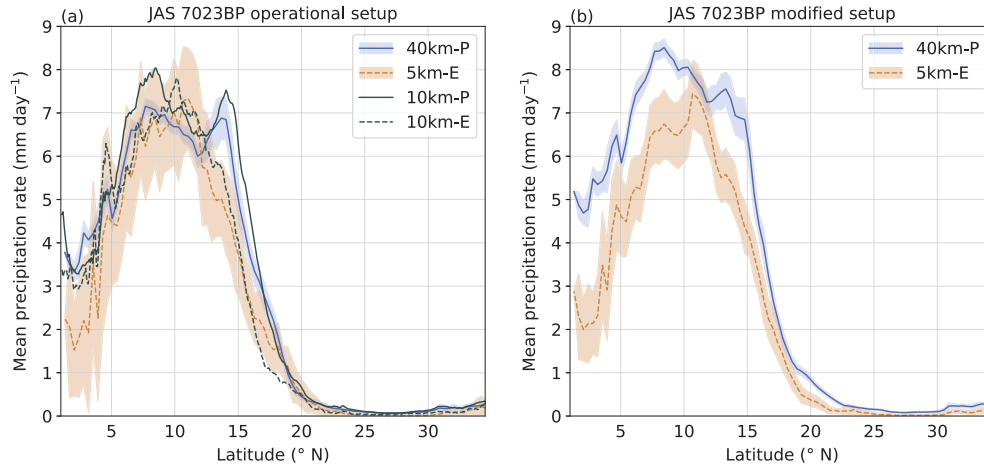 (a) JAS 7023BP operational setup
Mean precipitation rate (mm day⁻¹)
9
8
7
6
5
4
3
2
1
0
40km-P
5km-E
10km-P
10km-E
5 10 15 20 25 30
Latitude (° N)
(b) JAS 7023BP modified setup
Mean precipitation rate (mm day⁻¹)
9
8
7
6
5
4
3
2
1
0
40km-P
5km-E
5 10 15 20 25 30
Latitude (° N)